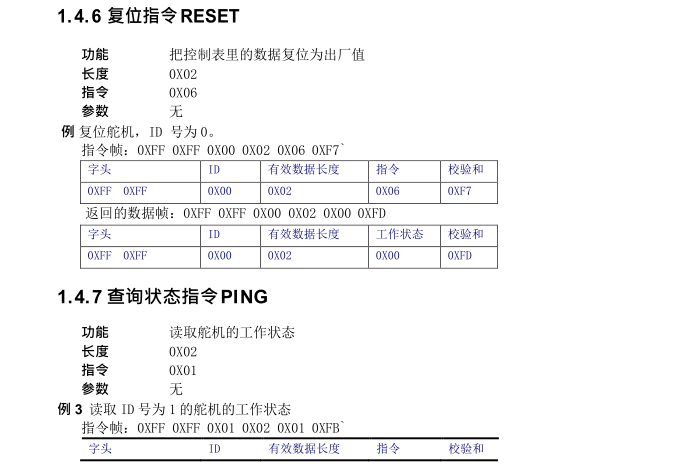 1.4.6 复位指令RESET
功能 把控制表里的数据复位为出厂值
长度 0X02
指令 0X06
参数 无
例 复位舵机, ID 号为0。
指令帧: 0XFF 0XFF 0X00 0X02 0X06 0XF7`
字头 ID 有效数据长度 指令 校验和
0XFF 0XFF 0X00 0X02 0X06 0XF7
返回的数据帧: 0XFF 0XFF 0X00 0X02 0X00 0XFD
字头 ID 有效数据长度 工作状态 校验和
0XFF 0XFF 0X00 0X02 0X00 0XFD
1.4.7 查询状态指令PING
功能 读取舵机的工作状态
长度 0X02
指令 0X01
参数 无
例 3 读取 ID 号为 1 的舵机的工作状态
指令帧: 0XFF 0XFF 0X01 0X02 0X01 0XFB`
字头 ID 有效数据长度 指令 校验和